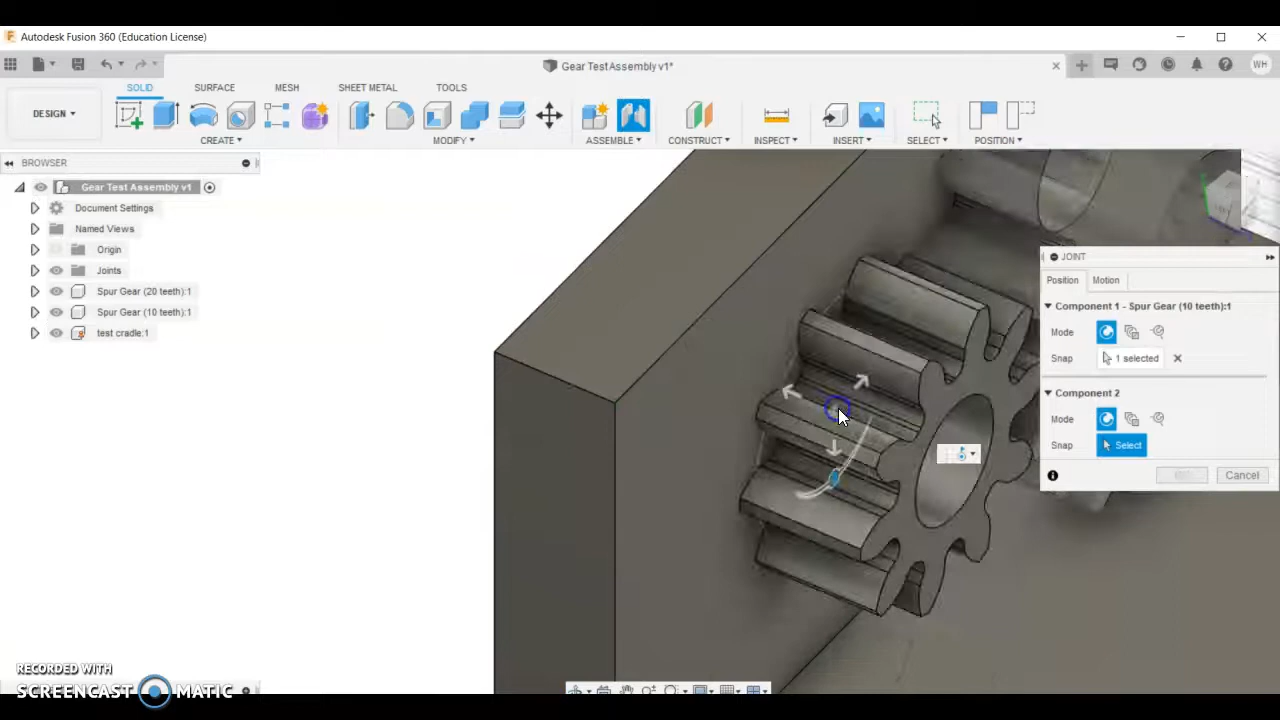 Autodesk Fusion 360 (Education License)
Gear Test Assembly v1*
WH
DESIGN
SOLID
SURFACE
MESH
SHEET METAL
TOOLS
CREATE
MODIFY
ASSEMBLE
CONSTRUCT
INSPECT
INSERT
SELECT
POSITION
BROWSER
Gear Test Assembly v1
Document Settings
Named Views
Origin
Joints
Spur Gear (20 teeth):1
Spur Gear (10 teeth):1
test cradle:1
JOINT
Position Motion
Component 1 - Spur Gear (10 teeth):1
Mode
Snap 1 selected
Component 2
Mode
Snap Select
Cancel
RECORDED WITH
SCREENCAST MATIC